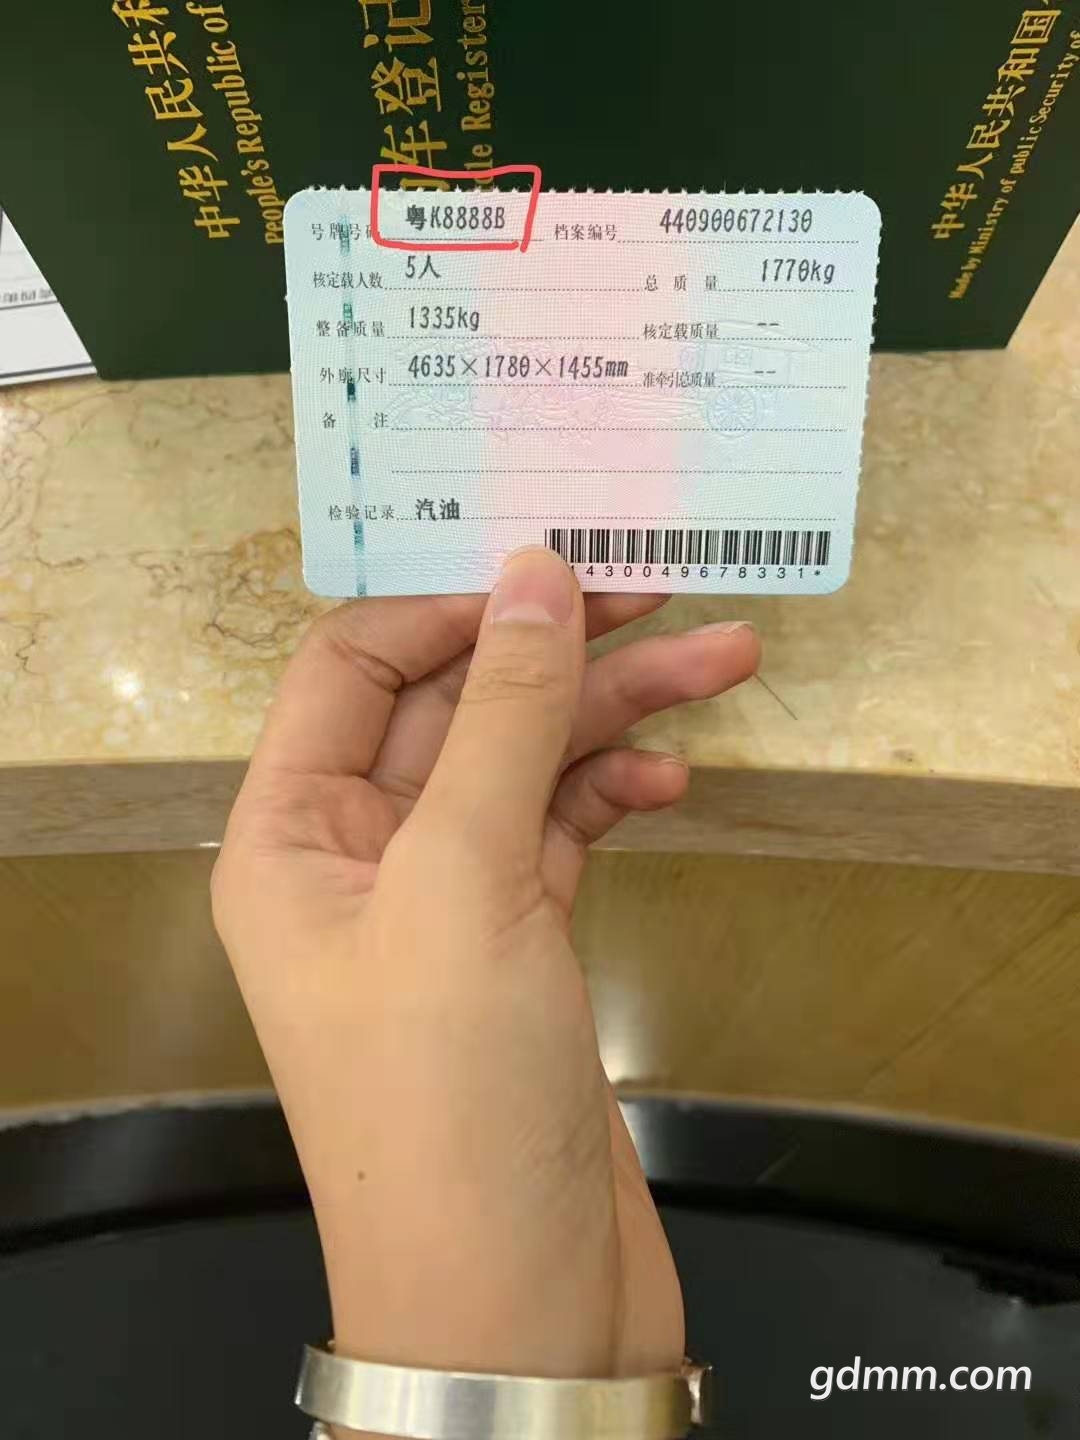 中华人民共和
People's Republic of
车登记
le Register
中华人民共和国
Made by Ministry of public Security of
号牌号码 粤K8888B 档案编号 440900672130
核定载人数 5人 总质量 1770kg
整备质量 1335kg 核定载质量 --
外廓尺寸 4635×1780×1455mm 准牵引总质量 --
备注
检验记录 汽油
430049678331*
gdmm.com